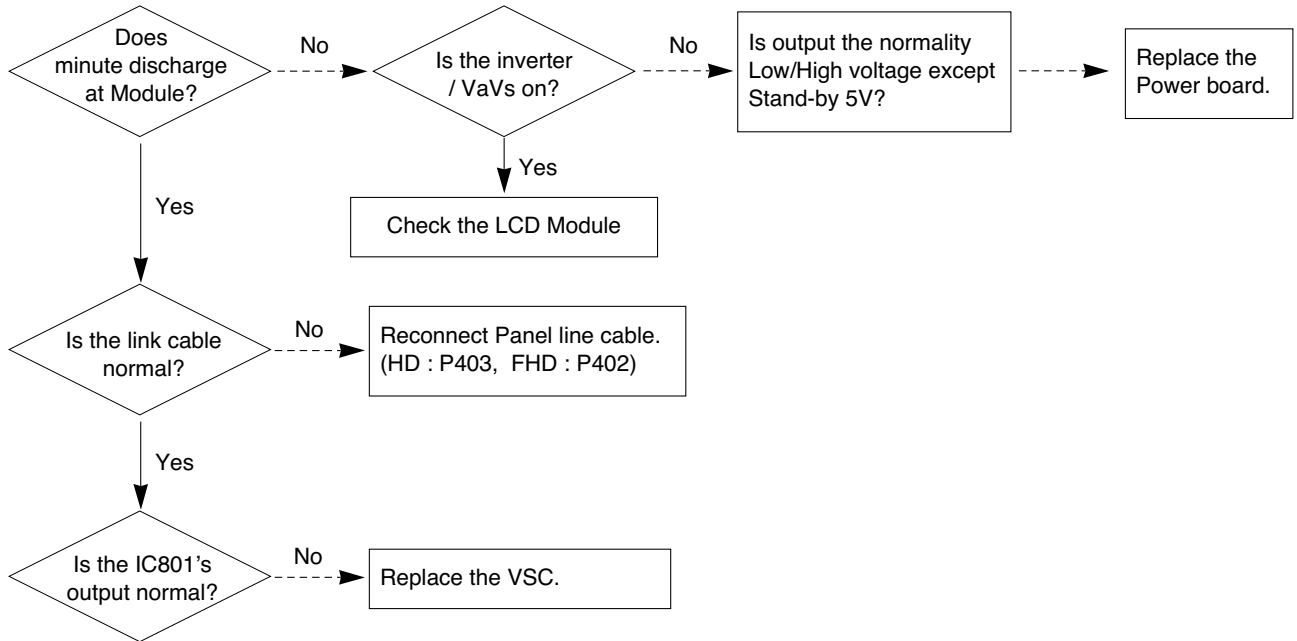 Does
minute discharge
at Module?
No
Is the inverter
/ VaVs on?
No
Is output the normality
Low/High voltage except
Stand-by 5V?
Replace the
Power board.
Yes
Check the LCD Module
Yes
Is the link cable
normal?
No
Reconnect Panel line cable.
(HD : P403, FHD : P402)
Yes
Is the IC801's
output normal?
No
Replace the VSC.